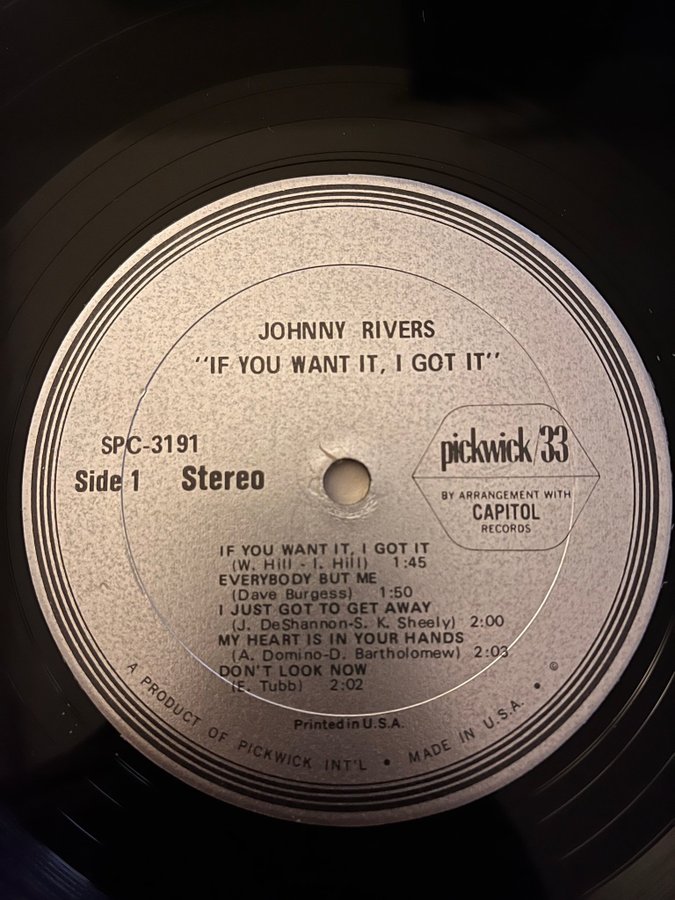 JOHNNY RIVERS
"IF YOU WANT IT, I GOT IT"
SPC-3191
Side 1 Stereo
pickwick/33
BY ARRANGEMENT WITH
CAPITOL
RECORDS
IF YOU WANT IT, I GOT IT
(W. Hill - I. Hill) 1:45
EVERYBODY BUT ME
(Dave Burgess) 1:50
I JUST GOT TO GET AWAY
(J. DeShannon-S. K. Sheely) 2:00
MY HEART IS IN YOUR HANDS
(A. Domino-D. Bartholomew) 2:03
DON'T LOOK NOW
(E. Tubb) 2:02
Printed in U.S.A.
A PRODUCT OF PICKWICK INT'L • MADE IN U.S.A. • ©